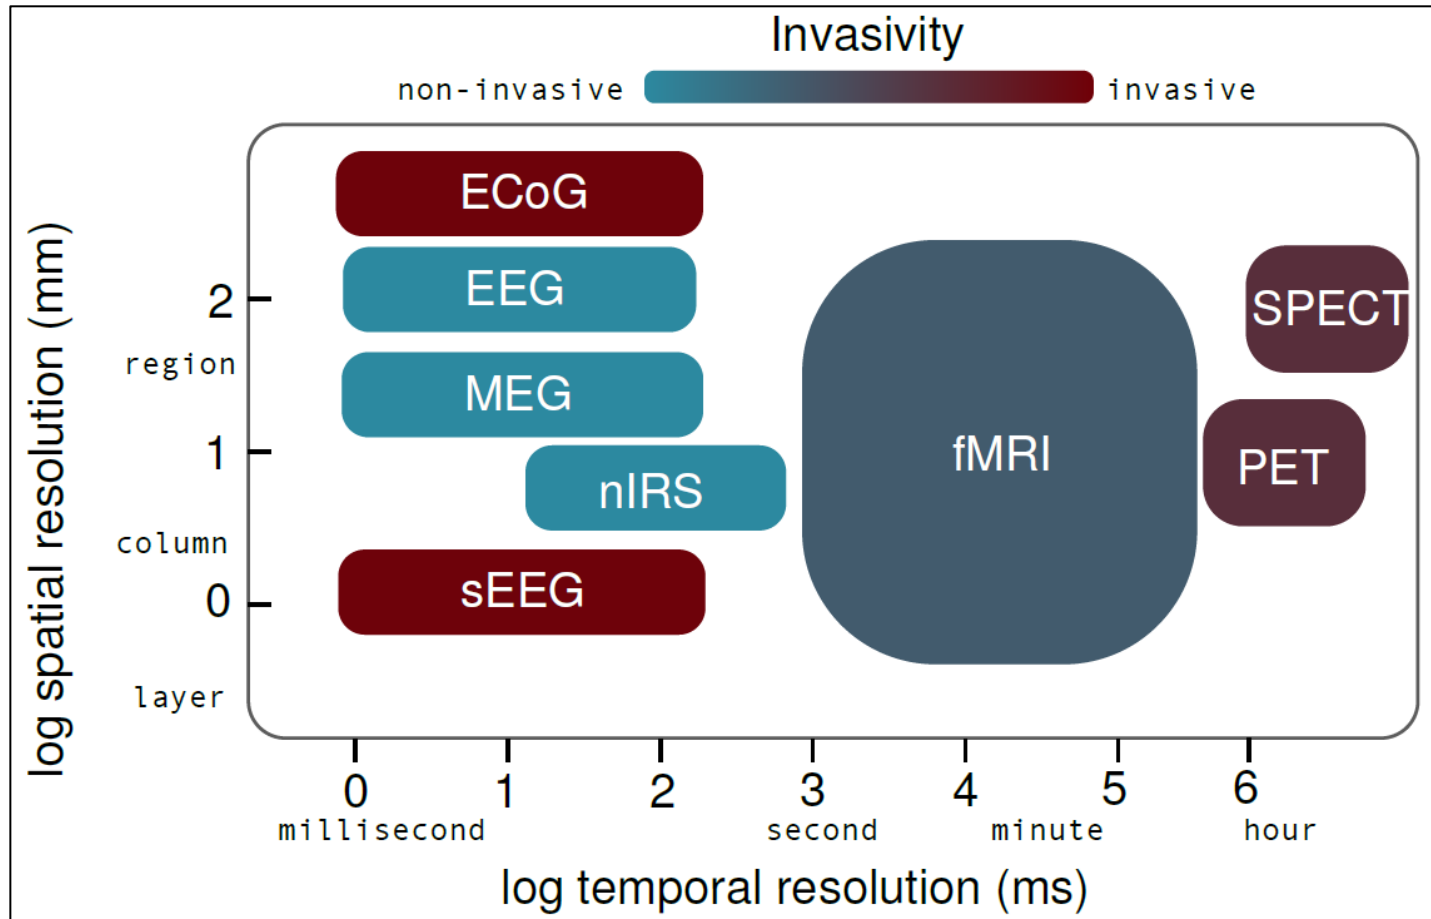 Invasivity
non-invasive invasive
ECoG
EEG
MEG
nIRS
sEEG
fMRI
SPECT
PET
log spatial resolution (mm)
2
region
1
column
0
layer
0 1 2 3 4 5 6
millisecond second minute hour
log temporal resolution (ms)